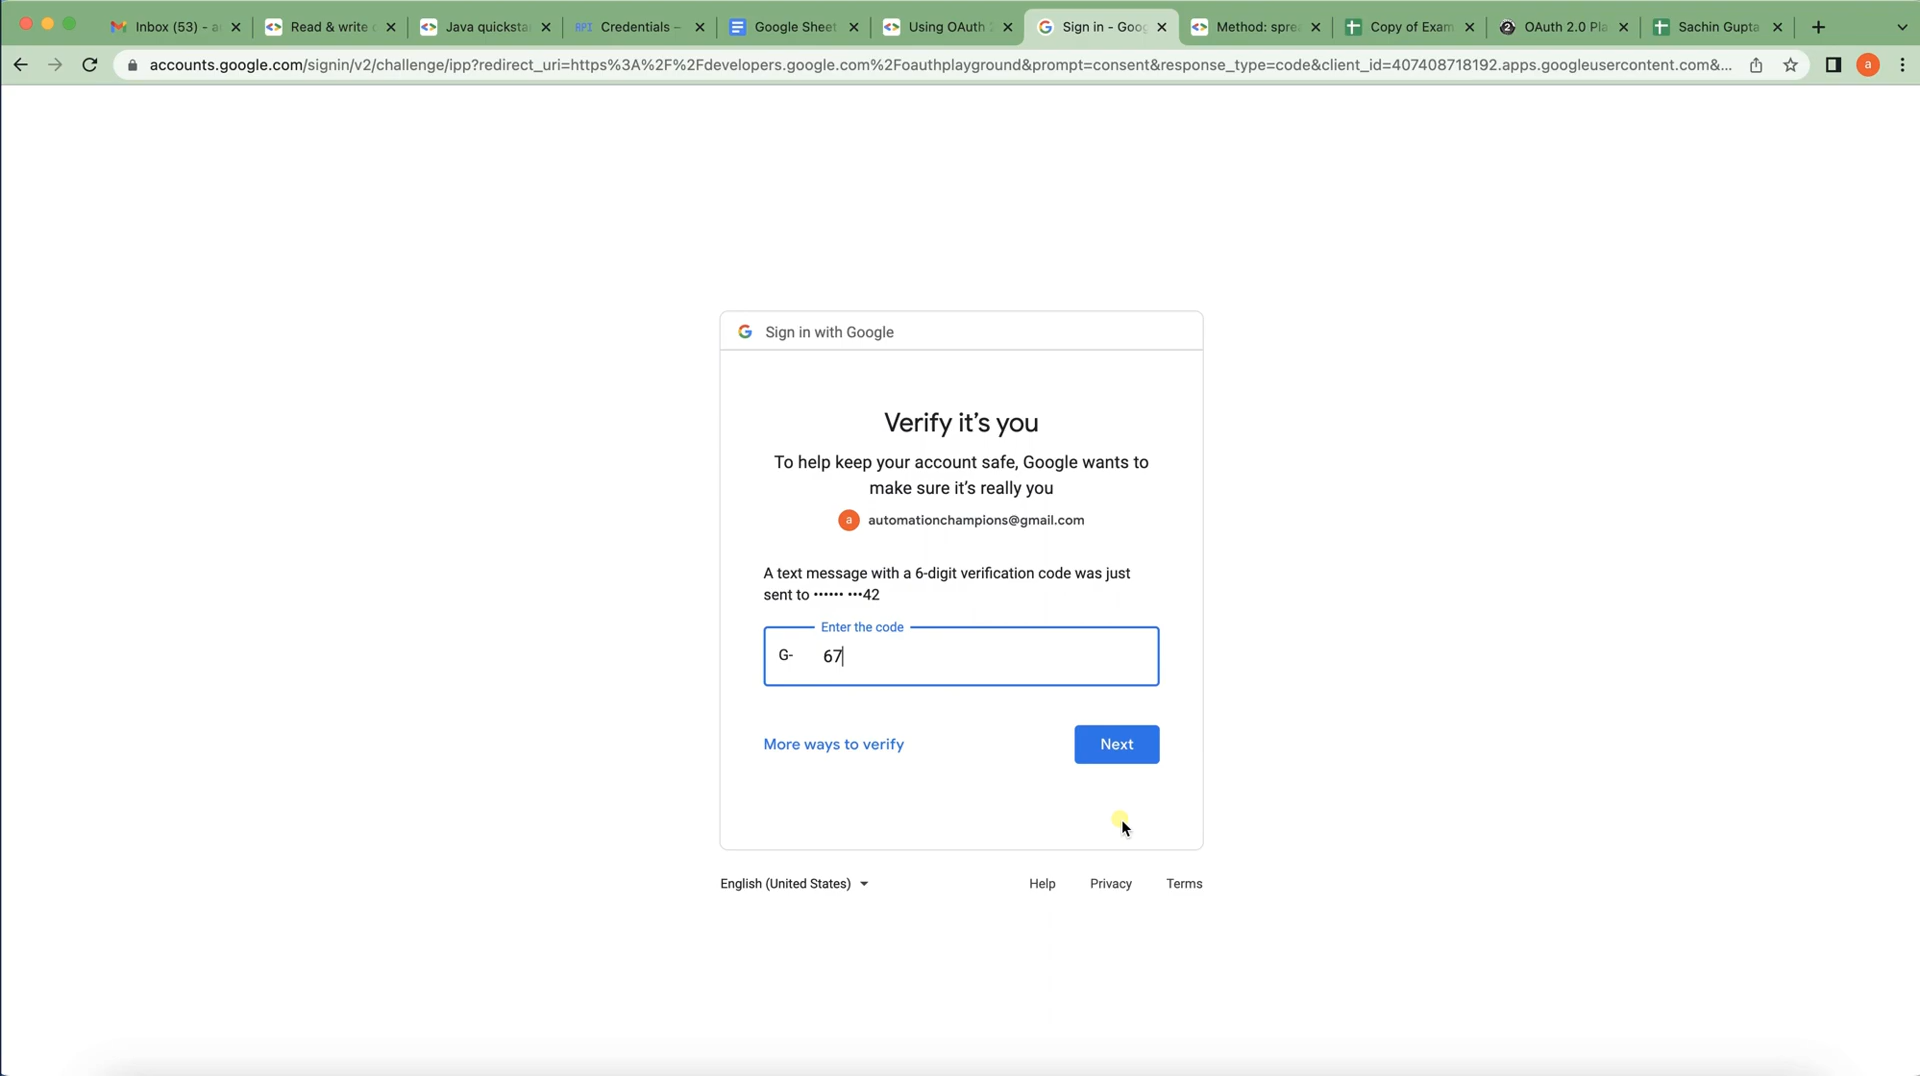 Inbox (53) - a
Read & write c
Java quicksta
API Credentials –
Google Sheet
Using OAuth 2
Sign in - Goog
Method: spre
Copy of Exam
OAuth 2.0 Pla
Sachin Gupta
accounts.google.com/signin/v2/challenge/ipp?redirect_uri=https%3A%2F%2Fdevelopers.google.com%2Foauthplayground&prompt=consent&response_type=code&client_id=407408718192.apps.googleusercontent.com&...
a
G Sign in with Google
Verify it's you
To help keep your account safe, Google wants to
make sure it's really you
a automationchampions@gmail.com
A text message with a 6-digit verification code was just
sent to •••••• •••42
Enter the code
G- 67
More ways to verify
Next
English (United States)
Help Privacy Terms